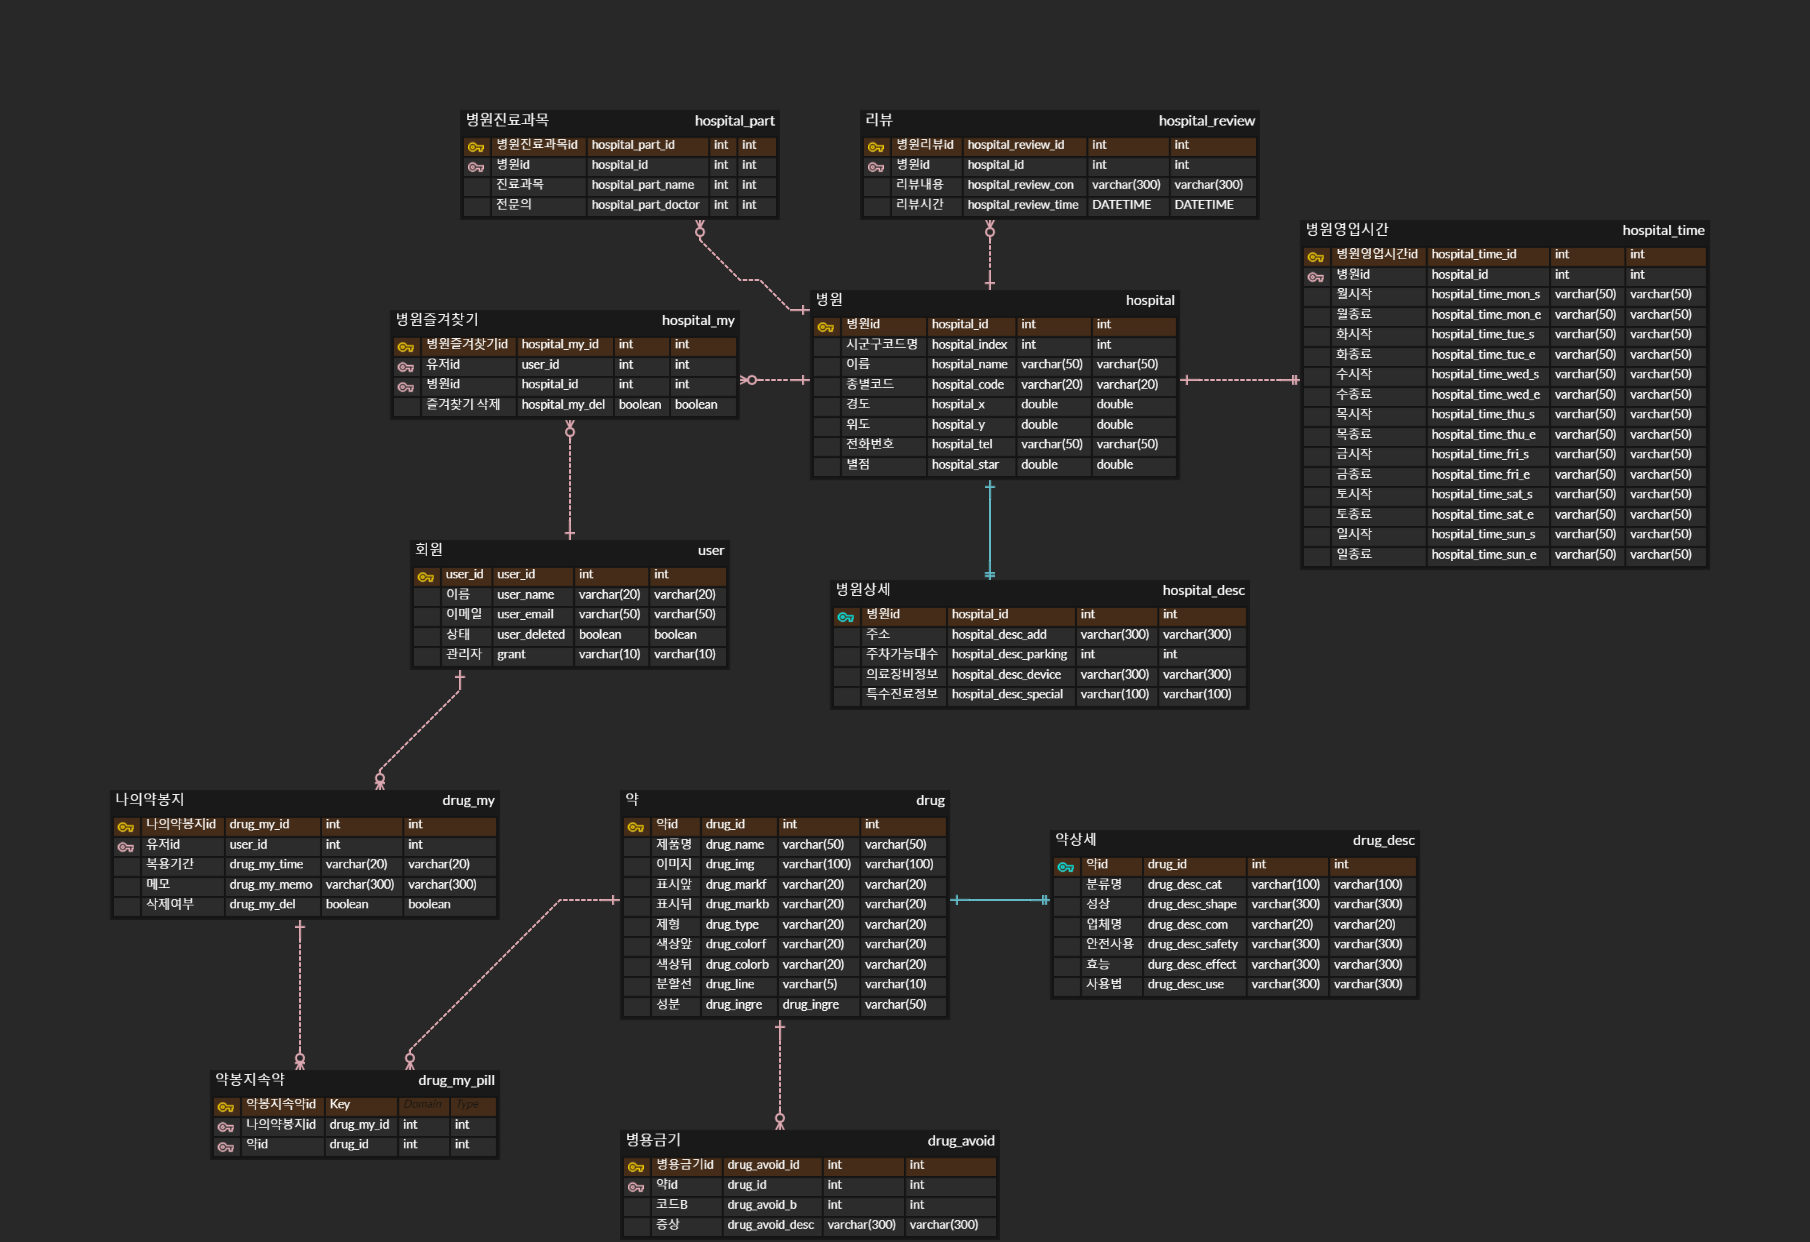 병원진료과목 hospital_part
병원진료과목id hospital_part_id int int
병원id hospital_id int int
진료과목 hospital_part_name int int
전문의 hospital_part_doctor int int
리뷰 hospital_review
병원리뷰id hospital_review_id int int
병원id hospital_id int int
리뷰내용 hospital_review_con varchar(300) varchar(300)
리뷰시간 hospital_review_time DATETIME DATETIME
병원영업시간 hospital_time
병원영업시간id hospital_time_id int int
병원id hospital_id int int
월시작 hospital_time_mon_s varchar(50) varchar(50)
월종료 hospital_time_mon_e varchar(50) varchar(50)
화시작 hospital_time_tue_s varchar(50) varchar(50)
화종료 hospital_time_tue_e varchar(50) varchar(50)
수시작 hospital_time_wed_s varchar(50) varchar(50)
수종료 hospital_time_wed_e varchar(50) varchar(50)
목시작 hospital_time_thu_s varchar(50) varchar(50)
목종료 hospital_time_thu_e varchar(50) varchar(50)
금시작 hospital_time_fri_s varchar(50) varchar(50)
금종료 hospital_time_fri_e varchar(50) varchar(50)
토시작 hospital_time_sat_s varchar(50) varchar(50)
토종료 hospital_time_sat_e varchar(50) varchar(50)
일시작 hospital_time_sun_s varchar(50) varchar(50)
일종료 hospital_time_sun_e varchar(50) varchar(50)
병원 hospital
병원id hospital_id int int
시군구코드명 hospital_index int int
이름 hospital_name varchar(50) varchar(50)
종별코드 hospital_code varchar(20) varchar(20)
경도 hospital_x double double
위도 hospital_y double double
전화번호 hospital_tel varchar(50) varchar(50)
별점 hospital_star double double
병원즐겨찾기 hospital_my
병원즐겨찾기id hospital_my_id int int
유저id user_id int int
병원id hospital_id int int
즐겨찾기 삭제 hospital_my_del boolean boolean
회원 user
user_id user_id int int
이름 user_name varchar(20) varchar(20)
이메일 user_email varchar(50) varchar(50)
상태 user_deleted boolean boolean
관리자 grant varchar(10) varchar(10)
병원상세 hospital_desc
병원id hospital_id int int
주소 hospital_desc_add varchar(300) varchar(300)
주차가능대수 hospital_desc_parking int int
의료장비정보 hospital_desc_device varchar(300) varchar(300)
특수진료정보 hospital_desc_special varchar(100) varchar(100)
나의약봉지 drug_my
나의약봉지id drug_my_id int int
유저id user_id int int
복용기간 drug_my_time varchar(20) varchar(20)
메모 drug_my_memo varchar(300) varchar(300)
삭제여부 drug_my_del boolean boolean
약 drug
약id drug_id int int
제품명 drug_name varchar(50) varchar(50)
이미지 drug_img varchar(100) varchar(100)
표시앞 drug_markf varchar(20) varchar(20)
표시뒤 drug_markb varchar(20) varchar(20)
제형 drug_type varchar(20) varchar(20)
색상앞 drug_colorf varchar(20) varchar(20)
색상뒤 drug_colorb varchar(20) varchar(20)
분할선 drug_line varchar(5) varchar(10)
성분 drug_ingre drug_ingre varchar(50)
약상세 drug_desc
약id drug_id int int
분류명 drug_desc_cat varchar(100) varchar(100)
성상 drug_desc_shape varchar(300) varchar(300)
업체명 drug_desc_com varchar(20) varchar(20)
안전사용 drug_desc_safety varchar(300) varchar(300)
효능 durg_desc_effect varchar(300) varchar(300)
사용법 drug_desc_use varchar(300) varchar(300)
약봉지속약 drug_my_pill
약봉지속약id Key Domain Type
나의약봉지id drug_my_id int int
약id drug_id int int
병용금기 drug_avoid
병용금기id drug_avoid_id int int
약id drug_id int int
코드B drug_avoid_b int int
증상 drug_avoid_desc varchar(300) varchar(300)